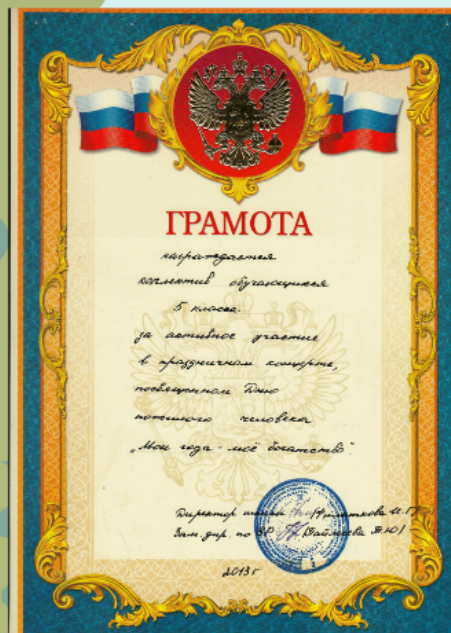 ГРАМОТА
награждается
коллектив обучающихся
5 класса
за активное участие
в праздничном концерте,
посвященном Дню
пожилого человека
„Мои года - моё богатство"
Директор школы
Зам. дир. по ВР
2013 г